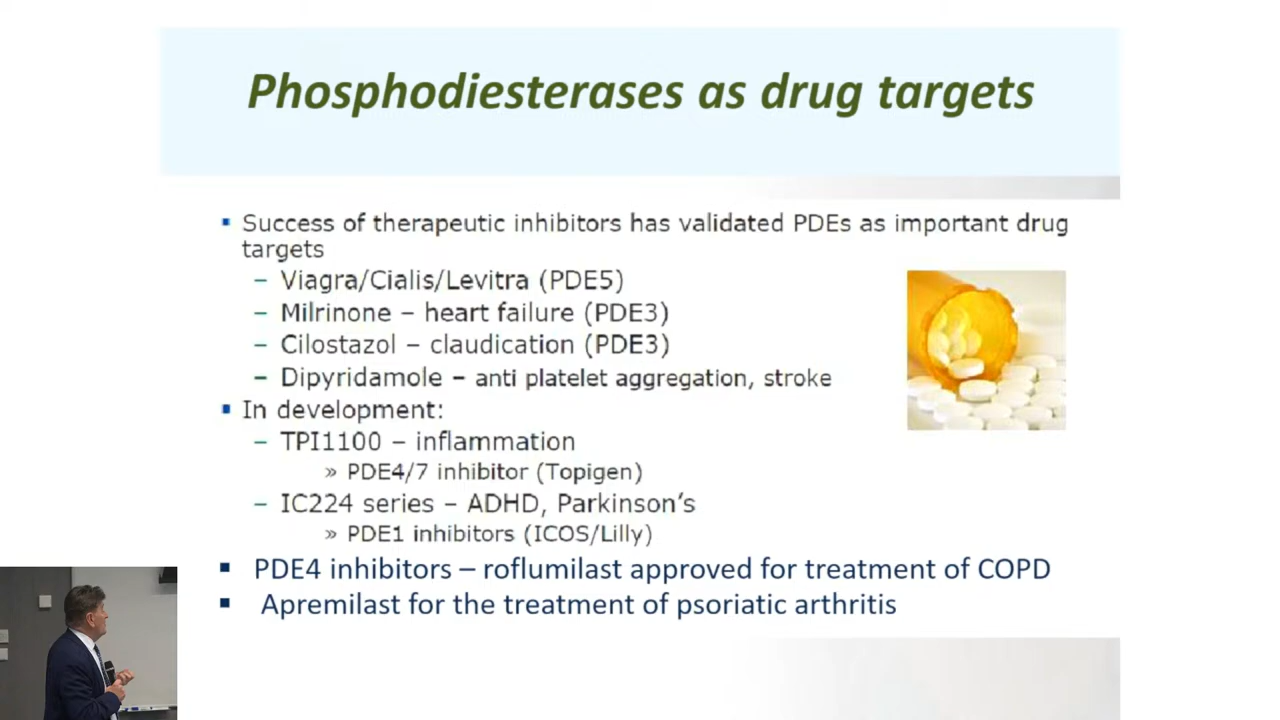 Phosphodiesterases as drug targets
▪ Success of therapeutic inhibitors has validated PDEs as important drug
targets
– Viagra/Cialis/Levitra (PDE5)
– Milrinone – heart failure (PDE3)
– Cilostazol – claudication (PDE3)
– Dipyridamole – anti platelet aggregation, stroke
▪ In development:
– TPI1100 – inflammation
» PDE4/7 inhibitor (Topigen)
– IC224 series – ADHD, Parkinson's
» PDE1 inhibitors (ICOS/Lilly)
▪ PDE4 inhibitors – roflumilast approved for treatment of COPD
▪ Apremilast for the treatment of psoriatic arthritis